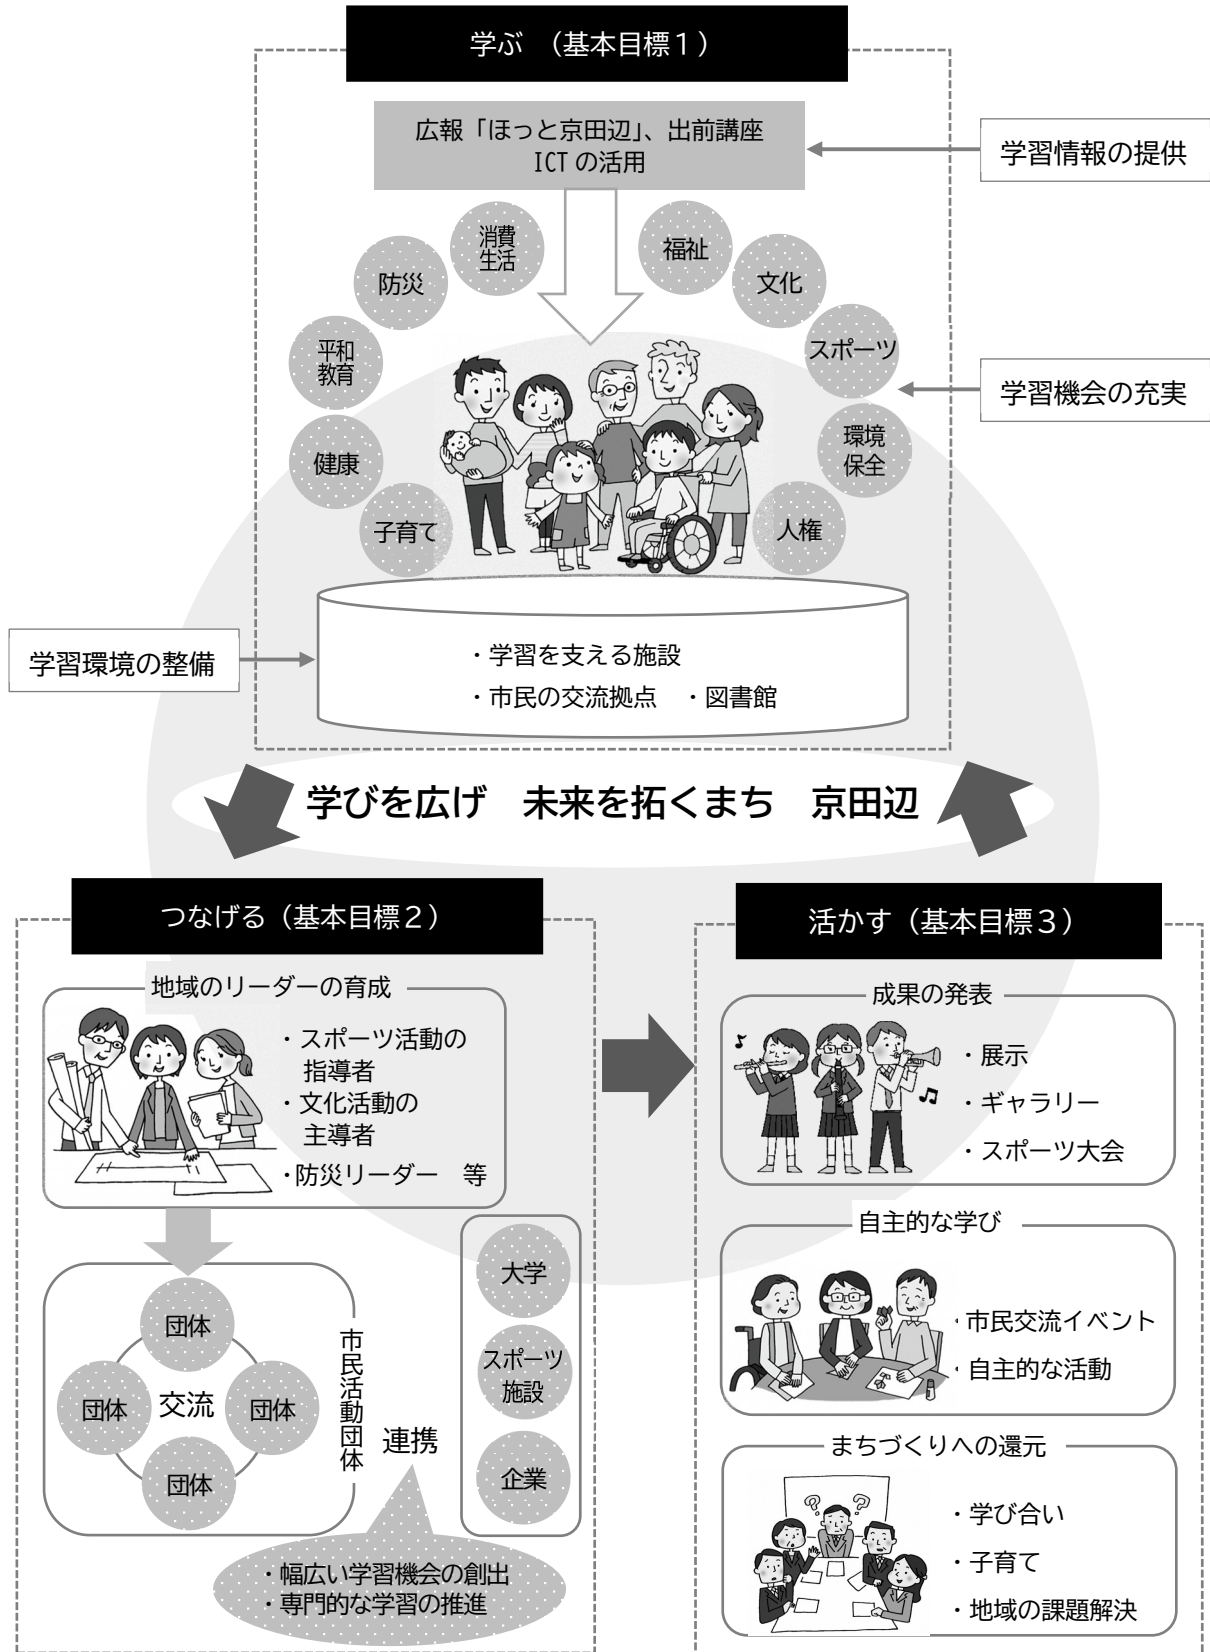 学ぶ （基本目標１）
広報「ほっと京田辺」、出前講座
ICT の活用
学習情報の提供
消費
生活
福祉
防災
文化
平和
教育
スポーツ
学習機会の充実
健康
環境
保全
子育て
人権
学習環境の整備
・学習を支える施設
・市民の交流拠点 ・図書館
学びを広げ 未来を拓くまち 京田辺
つなげる（基本目標２）
地域のリーダーの育成
・スポーツ活動の
指導者
・文化活動の
主導者
・防災リーダー 等
団体
団体
交流
団体
団体
市民活動団体
連携
大学
スポーツ
施設
企業
・幅広い学習機会の創出
・専門的な学習の推進
活かす（基本目標３）
成果の発表
・展示
・ギャラリー
・スポーツ大会
自主的な学び
・市民交流イベント
・自主的な活動
まちづくりへの還元
・学び合い
・子育て
・地域の課題解決